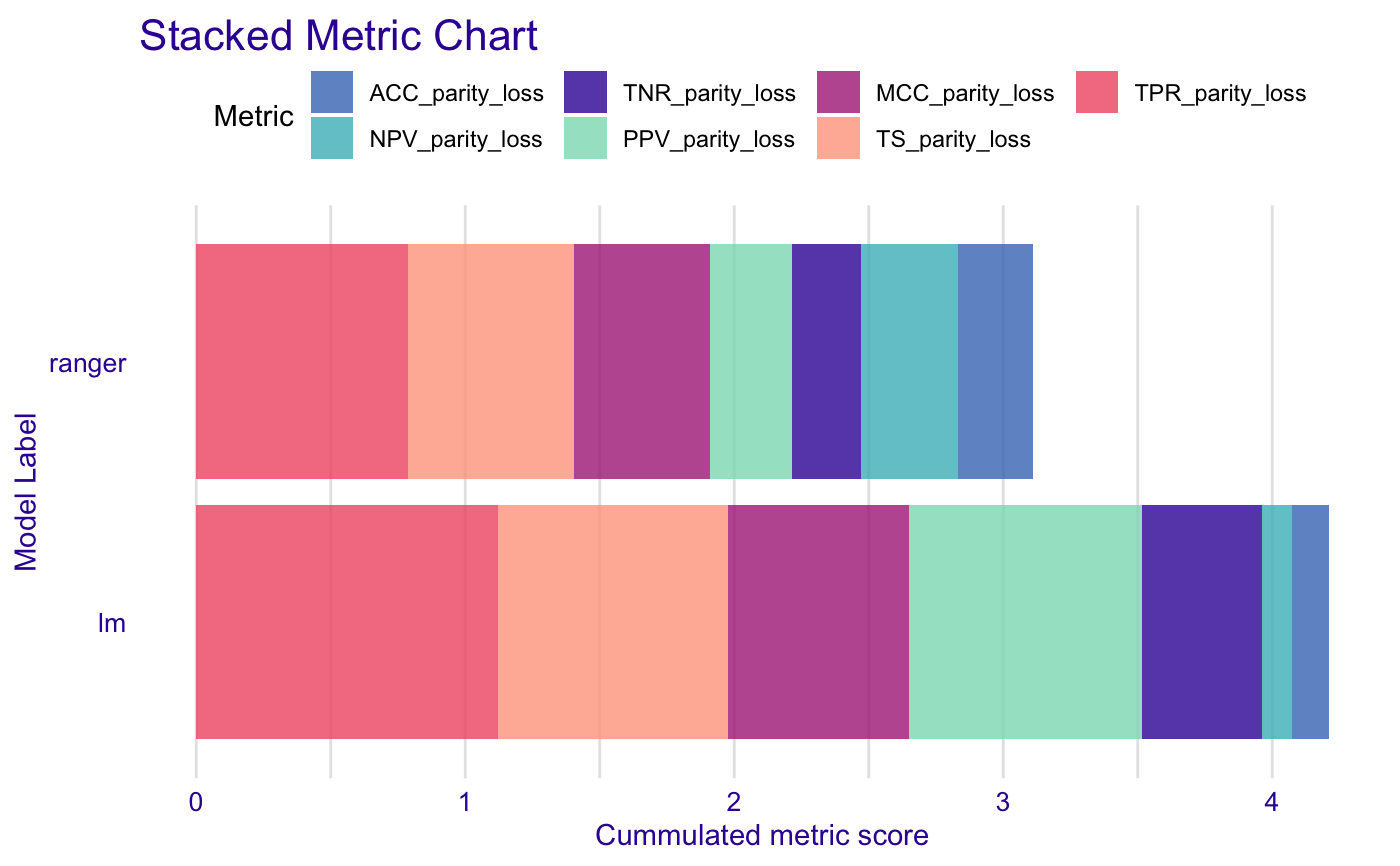 Stacked Metric Chart
Metric
ACC_parity_loss
TNR_parity_loss
MCC_parity_loss
TPR_parity_loss
NPV_parity_loss
PPV_parity_loss
TS_parity_loss
Model Label
ranger
lm
0 1 2 3 4
Cummulated metric score